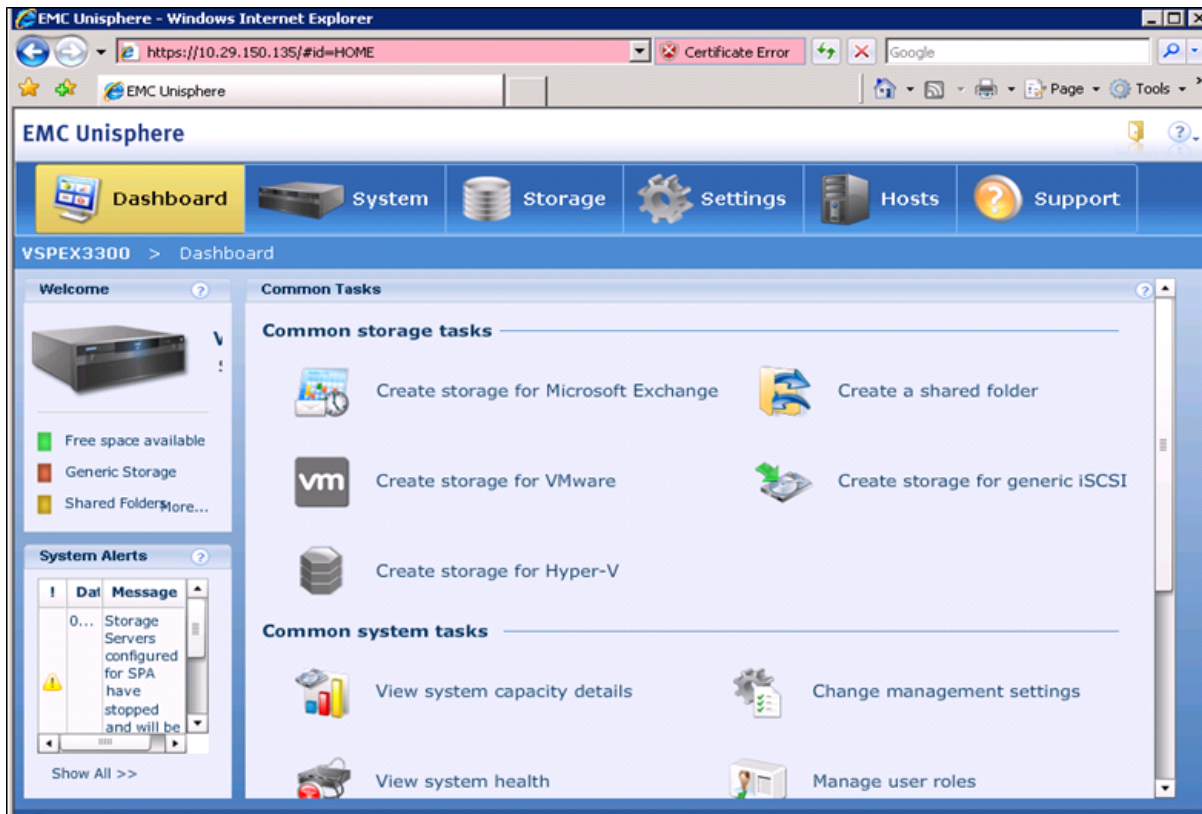 EMC Unisphere - Windows Internet Explorer
https://10.29.150.135/#id=HOME
Certificate Error
Google
EMC Unisphere
Page
Tools
EMC Unisphere
Dashboard
System
Storage
Settings
Hosts
Support
VSPEX3300 > Dashboard
Welcome
Common Tasks
Common storage tasks
Create storage for Microsoft Exchange
Create a shared folder
vm
Create storage for VMware
Create storage for generic iSCSI
Create storage for Hyper-V
Free space available
Generic Storage
Shared Folders
More...
System Alerts
! Dat Message
0... Storage
Servers
configured
for SPA
have
stopped
and will be
Show All >>
Common system tasks
View system capacity details
Change management settings
View system health
Manage user roles